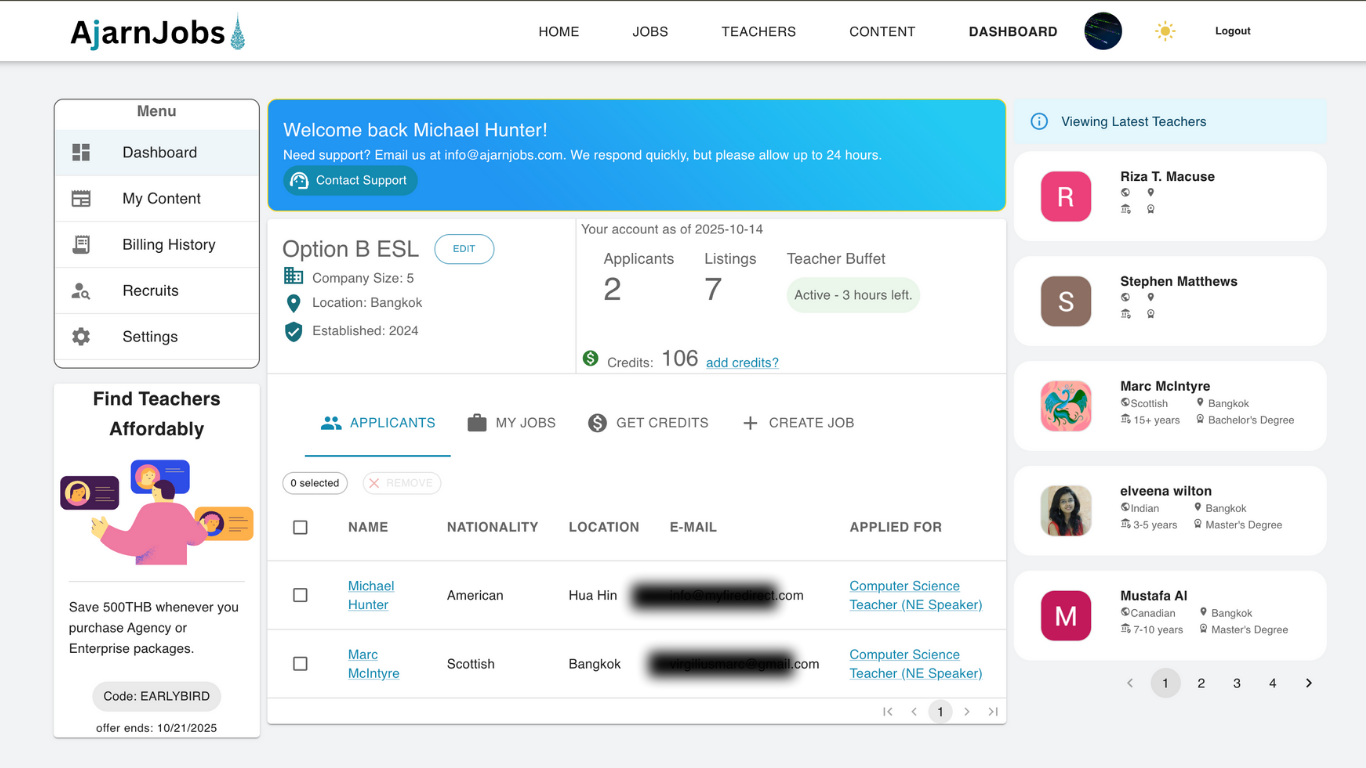 AjarnJobs
HOME
JOBS
TEACHERS
CONTENT
DASHBOARD
Logout
Menu
Dashboard
My Content
Billing History
Recruits
Settings
Find Teachers
Affordably
Save 500THB whenever you
purchase Agency or
Enterprise packages.
Code: EARLYBIRD
offer ends: 10/21/2025
Welcome back Michael Hunter!
Need support? Email us at info@ajarnjobs.com. We respond quickly, but please allow up to 24 hours.
Contact Support
Option B ESL
EDIT
Company Size: 5
Location: Bangkok
Established: 2024
Your account as of 2025-10-14
Applicants
Listings
Teacher Buffet
2
7
Active - 3 hours left.
Credits: 106 add credits?
APPLICANTS
MY JOBS
GET CREDITS
CREATE JOB
0 selected
REMOVE
NAME
NATIONALITY
LOCATION
E-MAIL
APPLIED FOR
Michael
Hunter
American
Hua Hin
.com
Computer Science
Teacher (NE Speaker)
Marc
McIntyre
Scottish
Bangkok
.com
Computer Science
Teacher (NE Speaker)
1
Viewing Latest Teachers
R
Riza T. Macuse
S
Stephen Matthews
Marc McIntyre
Scottish
Bangkok
15+ years
Bachelor's Degree
elveena wilton
Indian
Bangkok
3-5 years
Master's Degree
M
Mustafa Al
Canadian
Bangkok
7-10 years
Master's Degree
1
2
3
4